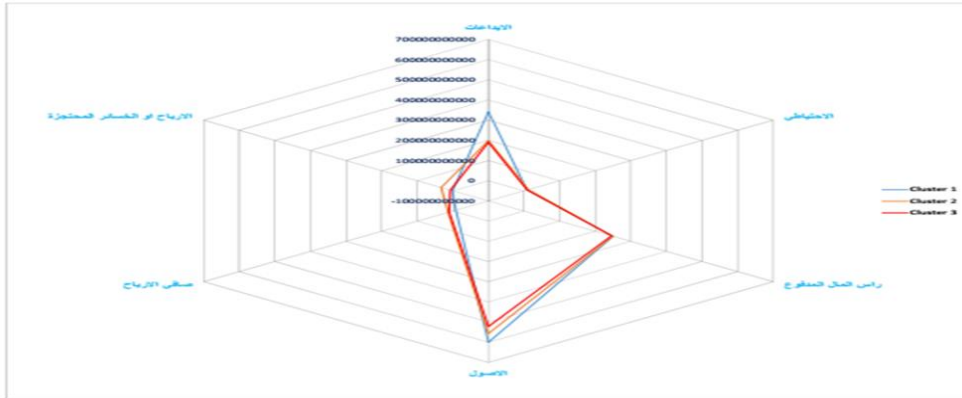 الايداعات
700000000000
600000000000
500000000000
400000000000
300000000000
200000000000
100000000000
0
-100000000000
الاحتياطي
راس المال المدفوع
الاصول
صافي الارباح
الارباح او الخسائر المحتجزة
Cluster 1
Cluster 2
Cluster 3